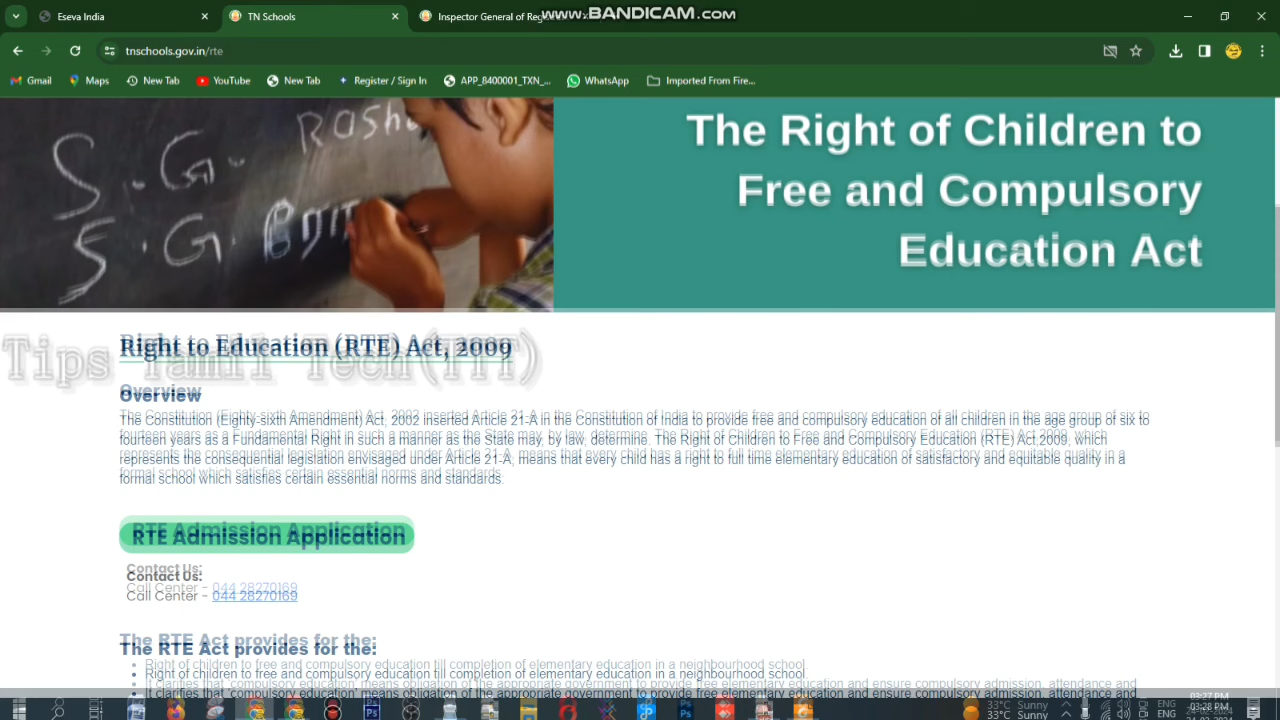 Eseva India
TN Schools
Inspector General of Reg
www.BANDICAM.com
tnschools.gov.in/rte
Gmail
Maps
New Tab
YouTube
New Tab
Register / Sign In
APP_8400001_TXN_...
WhatsApp
Imported From Fire...
S.G. Rosh
S.G.
The Right of Children to
Free and Compulsory
Education Act
Right to Education (RTE) Act, 2009
Tips Tamil Tech(TTT)
Overview
The Constitution (Eighty-sixth Amendment) Act, 2002 inserted Article 21-A in the Constitution of India to provide free and compulsory education of all children in the age group of six to
fourteen years as a Fundamental Right in such a manner as the State may, by law, determine. The Right of Children to Free and Compulsory Education (RTE) Act,2009, which
represents the consequential legislation envisaged under Article 21-A, means that every child has a right to full time elementary education of satisfactory and equitable quality in a
formal school which satisfies certain essential norms and standards.
RTE Admission Application
Contact Us:
Call Center - 044 28270169
The RTE Act provides for the:
Right of children to free and compulsory education till completion of elementary education in a neighbourhood school.
It clarifies that 'compulsory education' means obligation of the appropriate government to provide free elementary education and ensure compulsory admission, attendance and
33°C Sunny
ENG
03:28 PM
24-02-2024